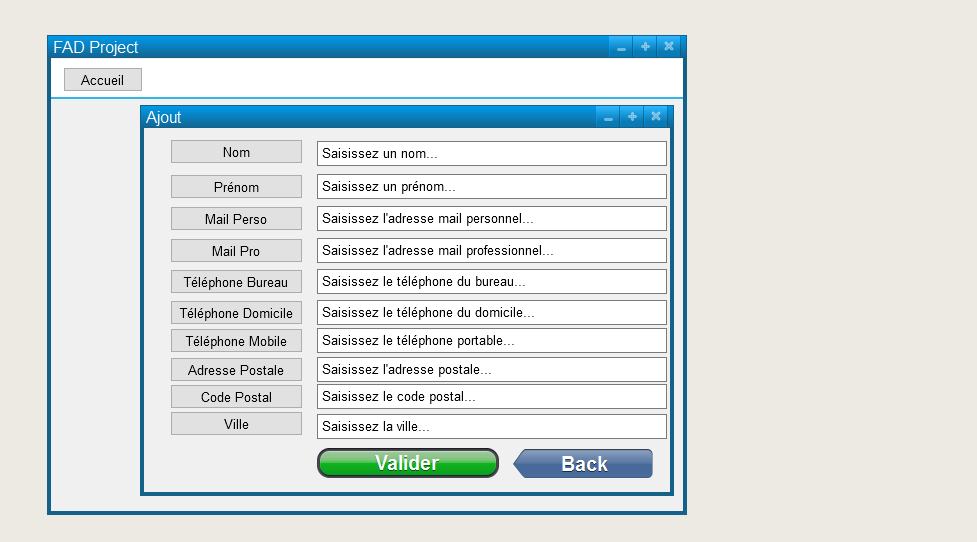 FAD Project
Accueil
Ajout
Nom Saisissez un nom...
Prénom Saisissez un prénom...
Mail Perso Saisissez l'adresse mail personnel...
Mail Pro Saisissez l'adresse mail professionnel...
Téléphone Bureau Saisissez le téléphone du bureau...
Téléphone Domicile Saisissez le téléphone du domicile...
Téléphone Mobile Saisissez le téléphone portable...
Adresse Postale Saisissez l'adresse postale...
Code Postal Saisissez le code postal...
Ville Saisissez la ville...
Valider Back